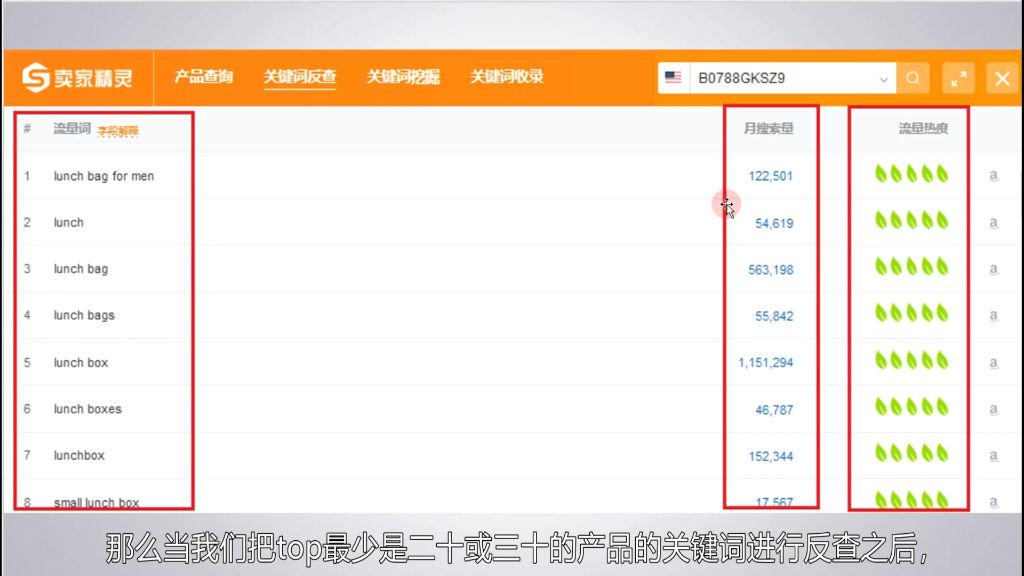 卖家精灵 产品查询 关键词反查 关键词挖掘 关键词收录 B0788GKSZ9
# 流量词 字段解释 月搜索量 流量热度
1 lunch bag for men 122,501 a
2 lunch 54,619 a
3 lunch bag 563,198 a
4 lunch bags 55,842 a
5 lunch box 1,151,294 a
6 lunch boxes 46,787 a
7 lunchbox 152,344 a
8 small lunch box 17,567 a
那么当我们把top最少是二十或三十的产品的关键词进行反查之后，